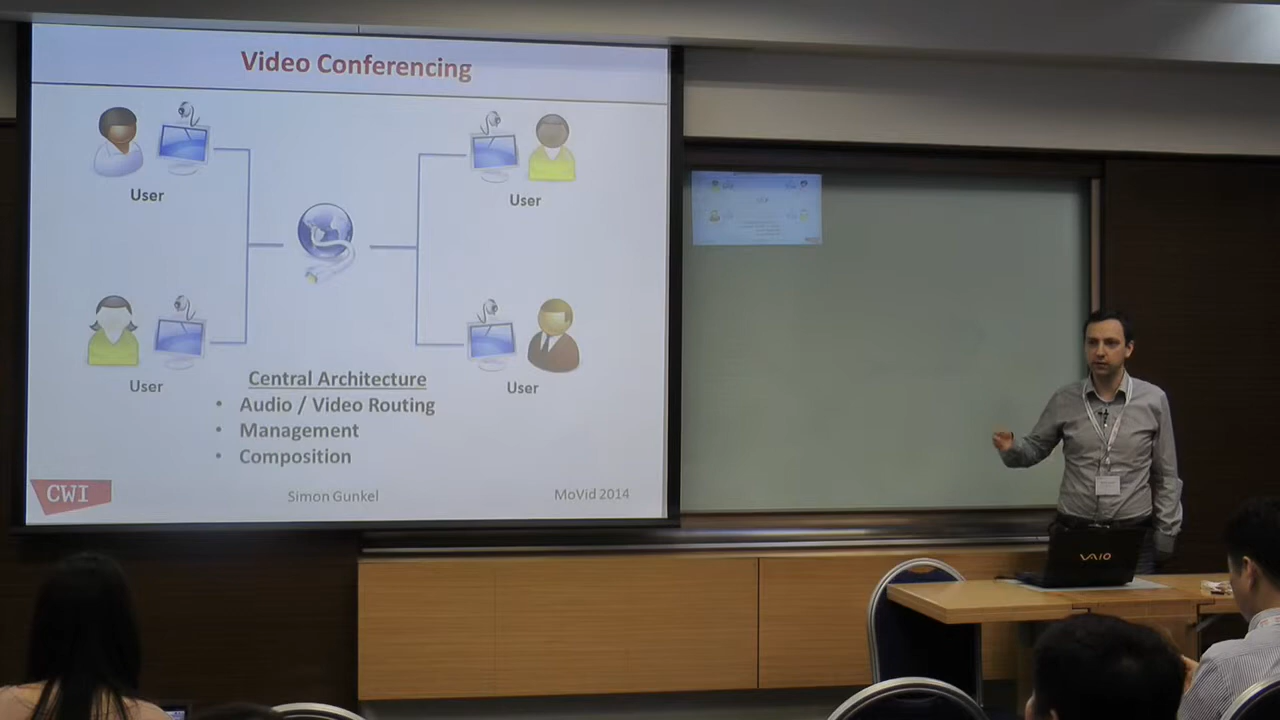 Video Conferencing
User
User
User
User
Central Architecture
• Audio / Video Routing
• Management
• Composition
CWI
Simon Gunkel
MoVid 2014
VAIO